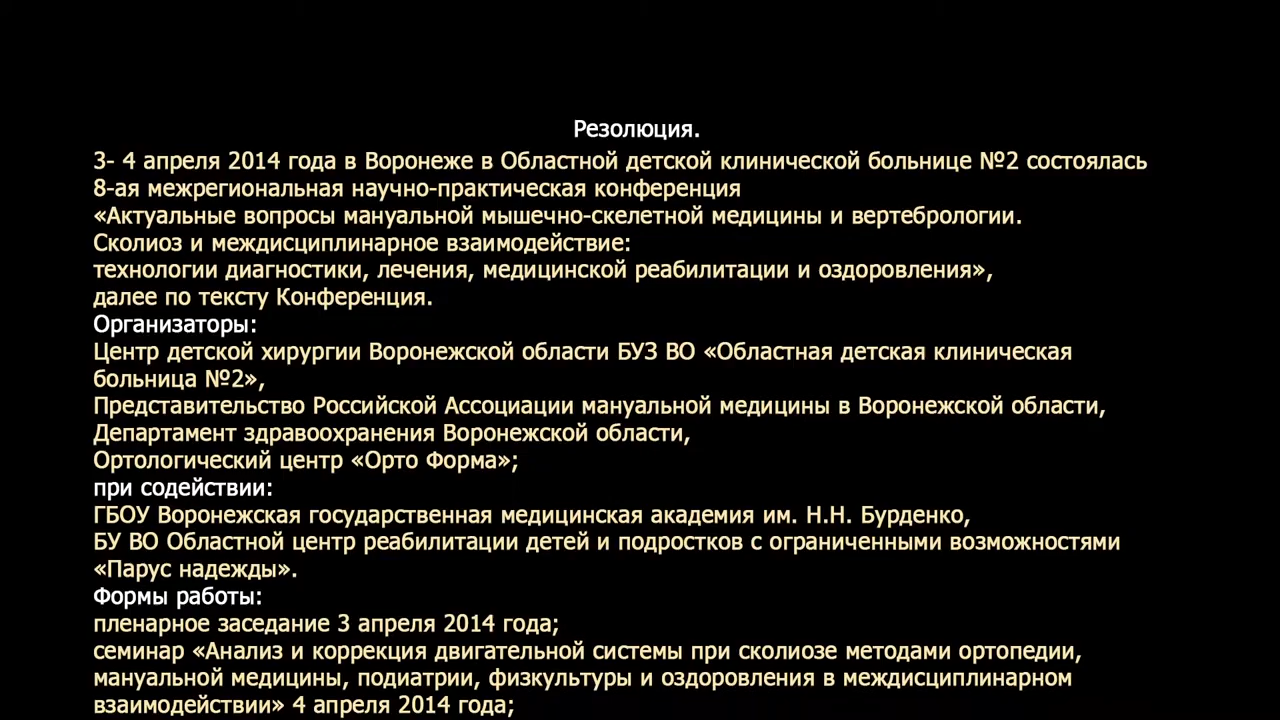 Резолюция.
3- 4 апреля 2014 года в Воронеже в Областной детской клинической больнице №2 состоялась
8-ая межрегиональная научно-практическая конференция
«Актуальные вопросы мануальной мышечно-скелетной медицины и вертебрологии.
Сколиоз и междисциплинарное взаимодействие:
технологии диагностики, лечения, медицинской реабилитации и оздоровления»,
далее по тексту Конференция.
Организаторы:
Центр детской хирургии Воронежской области БУЗ ВО «Областная детская клиническая
больница №2»,
Представительство Российской Ассоциации мануальной медицины в Воронежской области,
Департамент здравоохранения Воронежской области,
Ортологический центр «Орто Форма»;
при содействии:
ГБОУ Воронежская государственная медицинская академия им. Н.Н. Бурденко,
БУ ВО Областной центр реабилитации детей и подростков с ограниченными возможностями
«Парус надежды».
Формы работы:
пленарное заседание 3 апреля 2014 года;
семинар «Анализ и коррекция двигательной системы при сколиозе методами ортопедии,
мануальной медицины, подиатрии, физкультуры и оздоровления в междисциплинарном
взаимодействии» 4 апреля 2014 года;